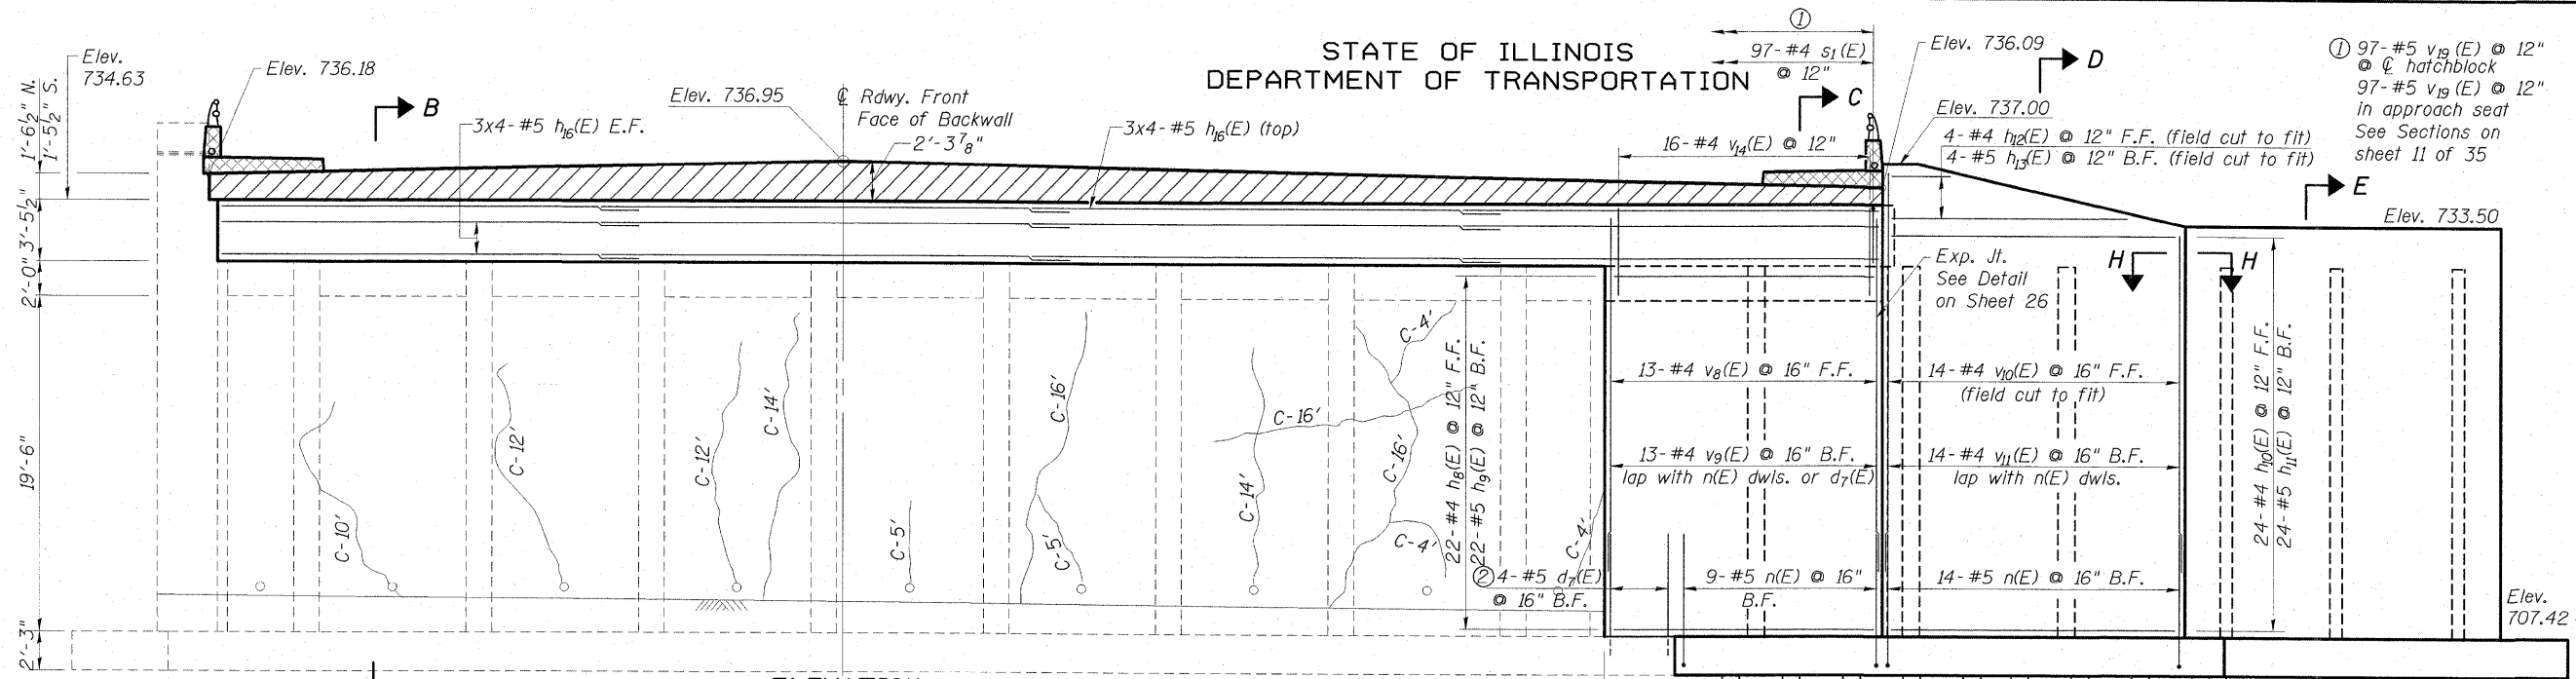 STATE OF ILLINOIS
DEPARTMENT OF TRANSPORTATION
Elev.
734.63
Elev. 736.18
B
Elev. 736.95
℄ Rdwy. Front
Face of Backwall
2'-3⅞"
3x4-#5 h16(E) E.F.
3x4-#5 h16(E) (top)
①
97-#4 s1(E)
@ 12"
C
16-#4 v14(E) @ 12"
Elev. 736.09
D
Elev. 737.00
4-#4 h12(E) @ 12" F.F. (field cut to fit)
4-#5 h13(E) @ 12" B.F. (field cut to fit)
① 97-#5 v19(E) @ 12"
@ ℄ hatchblock
97-#5 v19(E) @ 12"
in approach seat
See Sections on
sheet 11 of 35
E
Elev. 733.50
1'-6½" N.
1'-5½" S.
3'-5½"
2'-0"
19'-6"
2'-3"
Exp. Jt.
See Detail
on Sheet 26
H
H
C-10'
C-12'
C-12'
C-14'
C-5'
C-16'
C-5'
C-14'
C-16'
C-4'
C-16'
C-4'
C-4'
22-#4 h8(E) @ 12" F.F.
22-#5 h9(E) @ 12" B.F.
13-#4 v8(E) @ 16" F.F.
14-#4 v10(E) @ 16" F.F.
(field cut to fit)
13-#4 v9(E) @ 16" B.F.
lap with n(E) dwls. or d7(E)
14-#4 v11(E) @ 16" B.F.
lap with n(E) dwls.
24-#4 h10(E) @ 12" F.F.
24-#5 h11(E) @ 12" B.F.
② 4-#5 d7(E)
@ 16" B.F.
9-#5 n(E) @ 16"
B.F.
14-#5 n(E) @ 16" B.F.
Elev.
707.42